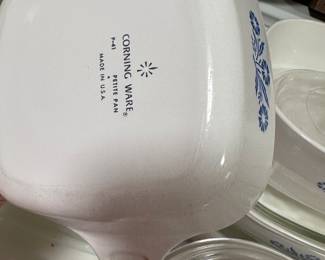 CORNING WARE®
P-41 PETITE PAN
MADE IN U.S.A.